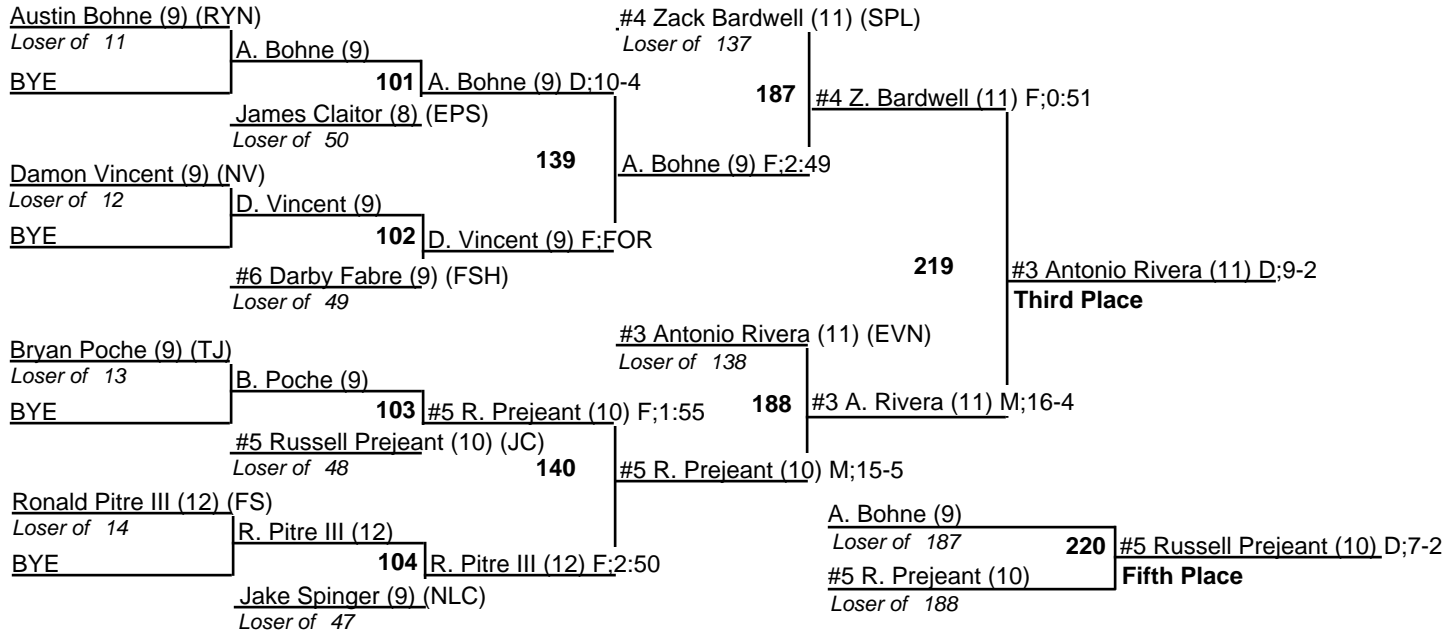 Austin Bohne (9) (RYN)
Loser of 11
BYE
A. Bohne (9)
101
James Claitor (8) (EPS)
Loser of 50
A. Bohne (9) D;10-4
Damon Vincent (9) (NV)
Loser of 12
BYE
D. Vincent (9)
102
#6 Darby Fabre (9) (FSH)
Loser of 49
D. Vincent (9) F;FOR
139
#4 Zack Bardwell (11) (SPL)
Loser of 137
187
A. Bohne (9) F;2:49
#4 Z. Bardwell (11) F;0:51
Bryan Poche (9) (TJ)
Loser of 13
BYE
B. Poche (9)
103
#5 Russell Prejeant (10) (JC)
Loser of 48
#5 R. Prejeant (10) F;1:55
Ronald Pitre III (12) (FS)
Loser of 14
BYE
R. Pitre III (12)
104
Jake Spinger (9) (NLC)
Loser of 47
R. Pitre III (12) F;2:50
140
#3 Antonio Rivera (11) (EVN)
Loser of 138
188
#5 R. Prejeant (10) M;15-5
#3 A. Rivera (11) M;16-4
219
#3 Antonio Rivera (11) D;9-2
Third Place
A. Bohne (9)
Loser of 187
220
#5 R. Prejeant (10)
Loser of 188
#5 Russell Prejeant (10) D;7-2
Fifth Place